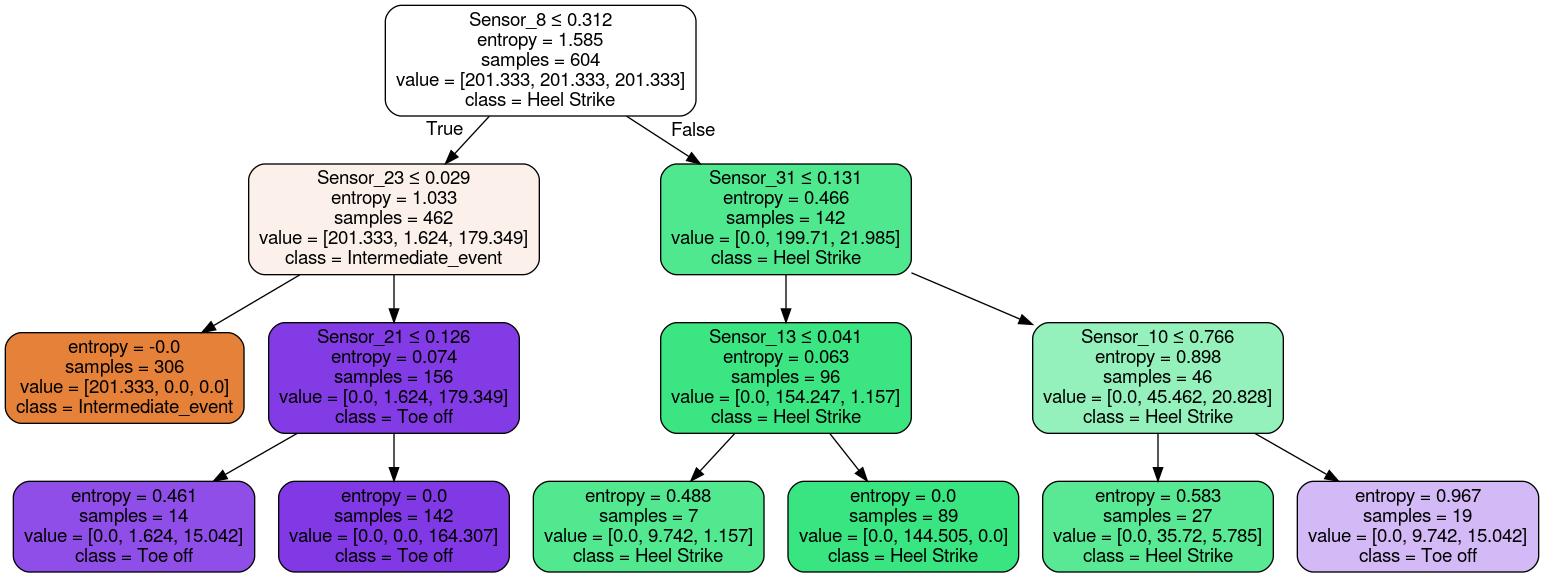 Sensor_8 ≤ 0.312
entropy = 1.585
samples = 604
value = [201.333, 201.333, 201.333]
class = Heel Strike
True
False
Sensor_23 ≤ 0.029
entropy = 1.033
samples = 462
value = [201.333, 1.624, 179.349]
class = Intermediate_event
Sensor_31 ≤ 0.131
entropy = 0.466
samples = 142
value = [0.0, 199.71, 21.985]
class = Heel Strike
entropy = -0.0
samples = 306
value = [201.333, 0.0, 0.0]
class = Intermediate_event
Sensor_21 ≤ 0.126
entropy = 0.074
samples = 156
value = [0.0, 1.624, 179.349]
class = Toe off
Sensor_13 ≤ 0.041
entropy = 0.063
samples = 96
value = [0.0, 154.247, 1.157]
class = Heel Strike
Sensor_10 ≤ 0.766
entropy = 0.898
samples = 46
value = [0.0, 45.462, 20.828]
class = Heel Strike
entropy = 0.461
samples = 14
value = [0.0, 1.624, 15.042]
class = Toe off
entropy = 0.0
samples = 142
value = [0.0, 0.0, 164.307]
class = Toe off
entropy = 0.488
samples = 7
value = [0.0, 9.742, 1.157]
class = Heel Strike
entropy = 0.0
samples = 89
value = [0.0, 144.505, 0.0]
class = Heel Strike
entropy = 0.583
samples = 27
value = [0.0, 35.72, 5.785]
class = Heel Strike
entropy = 0.967
samples = 19
value = [0.0, 9.742, 15.042]
class = Toe off